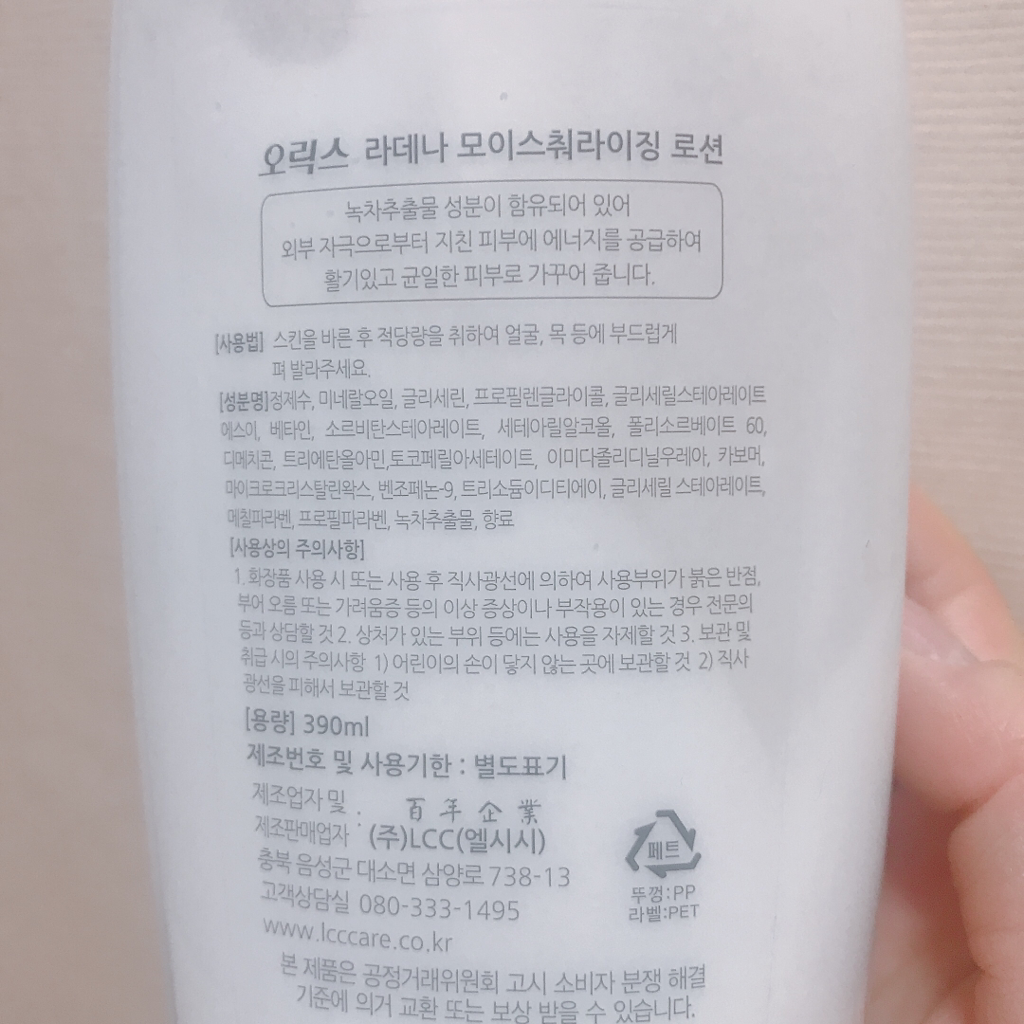 오릭스 라데나 모이스춰라이징 로션
녹차추출물 성분이 함유되어 있어
외부 자극으로부터 지친 피부에 에너지를 공급하여
활기있고 균일한 피부로 가꾸어 줍니다.
[사용법] 스킨을 바른 후 적당량을 취하여 얼굴, 목 등에 부드럽게
펴 발라주세요.
[성분명]정제수, 미네랄오일, 글리세린, 프로필렌글라이콜, 글리세릴스테아레이트
에스이, 베타인, 소르비탄스테아레이트, 세테아릴알코올, 폴리소르베이트 60,
디메치콘, 트리에탄올아민,토코페릴아세테이트, 이미다졸리디닐우레아, 카보머,
마이크로크리스탈린왁스, 벤조페논-9, 트리소듐이디티에이, 글리세릴 스테아레이트,
메칠파라벤, 프로필파라벤, 녹차추출물, 향료
[사용상의 주의사항]
1. 화장품 사용 시 또는 사용 후 직사광선에 의하여 사용부위가 붉은 반점,
부어 오름 또는 가려움증 등의 이상 증상이나 부작용이 있는 경우 전문의
등과 상담할 것 2. 상처가 있는 부위 등에는 사용을 자제할 것 3. 보관 및
취급 시의 주의사항 1) 어린이의 손이 닿지 않는 곳에 보관할 것 2) 직사
광선을 피해서 보관할 것
[용량] 390ml
제조번호 및 사용기한 : 별도표기
제조업자 및 : 百年企業
제조판매업자 (주)LCC(엘시시)
충북 음성군 대소면 삼양로 738-13
고객상담실 080-333-1495
www.lcccare.co.kr
페트
뚜껑:PP
라벨:PET
본 제품은 공정거래위원회 고시 소비자 분쟁 해결
기준에 의거 교환 또는 보상 받을 수 있습니다.